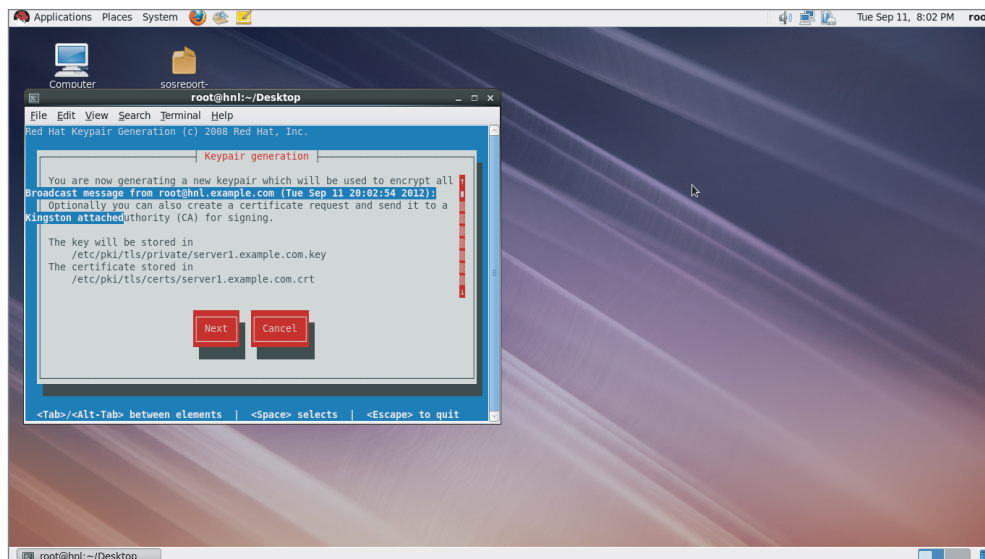 Applications Places System
Tue Sep 11, 8:02 PM roo
Computer
sosreport-
root@hnl:~/Desktop
File Edit View Search Terminal Help
Red Hat Keypair Generation (c) 2008 Red Hat, Inc.
Keypair generation
You are now generating a new keypair which will be used to encrypt all
Broadcast message from root@hnl.example.com (Tue Sep 11 20:02:54 2012):
Optionally you can also create a certificate request and send it to a
Kingston attacheduthority (CA) for signing.
The key will be stored in
/etc/pki/tls/private/server1.example.com.key
The certificate stored in
/etc/pki/tls/certs/server1.example.com.crt
Next Cancel
<Tab>/<Alt-Tab> between elements | <Space> selects | <Escape> to quit
root@hnl:~/Desktop